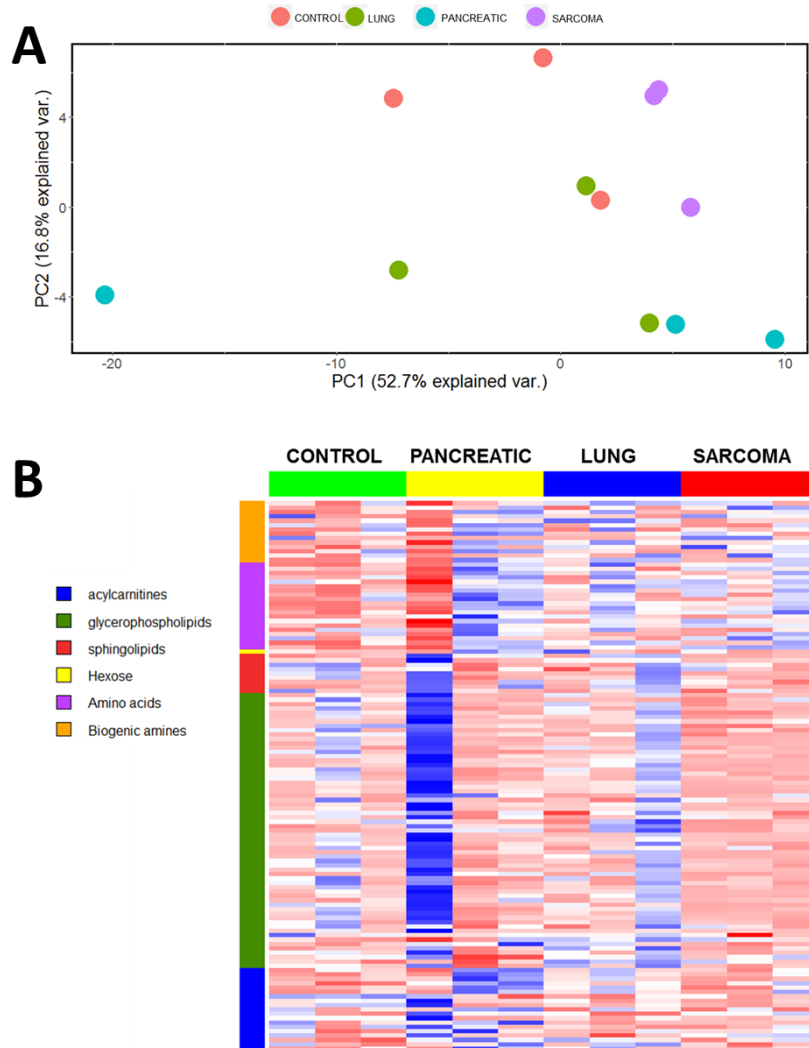 CONTROL LUNG PANCREATIC SARCOMA
A
4
0
-4
PC2 (16.8% explained var.)
-20 -10 0 10
PC1 (52.7% explained var.)
B
CONTROL PANCREATIC LUNG SARCOMA
acylcarnitines
glycerophospholipids
sphingolipids
Hexose
Amino acids
Biogenic amines